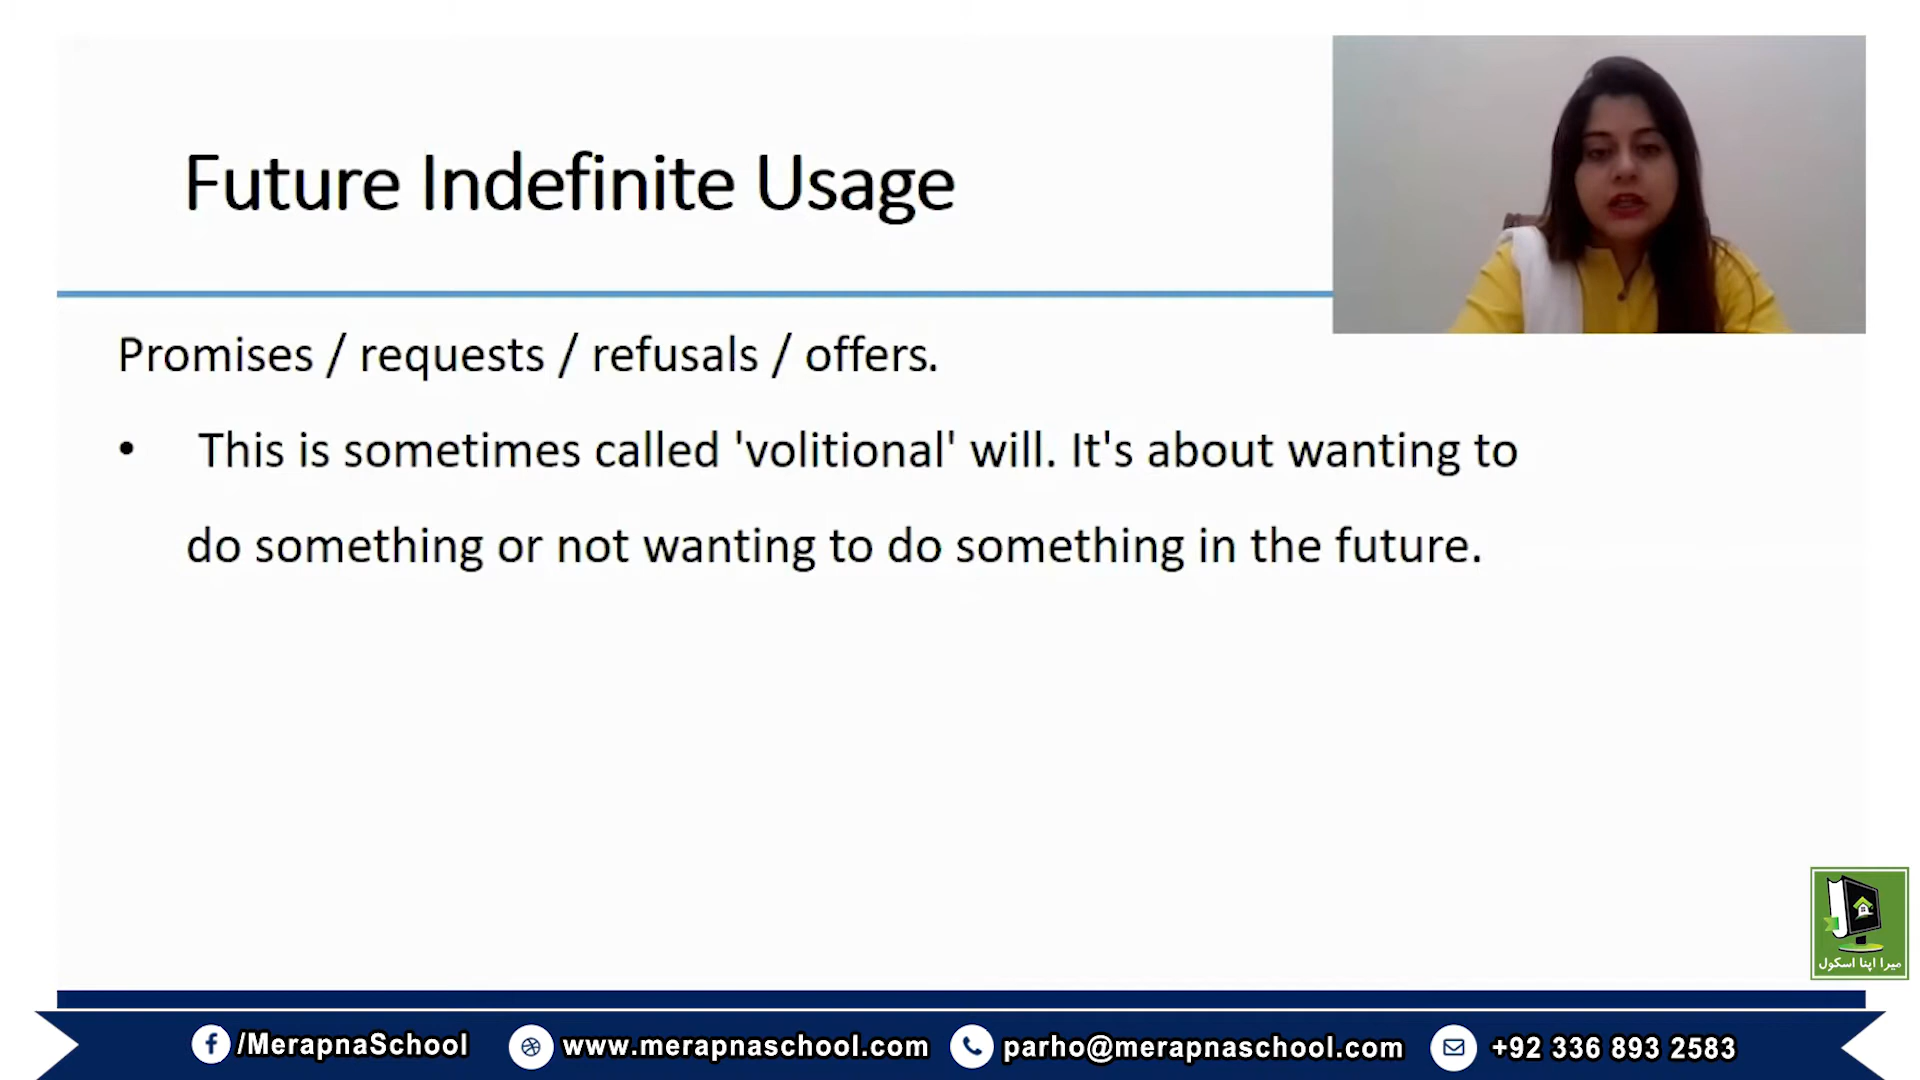 Future Indefinite Usage
Promises / requests / refusals / offers.
• This is sometimes called 'volitional' will. It's about wanting to
do something or not wanting to do something in the future.
میرا اپنا اسکول
/MerapnaSchool www.merapnaschool.com parho@merapnaschool.com +92 336 893 2583